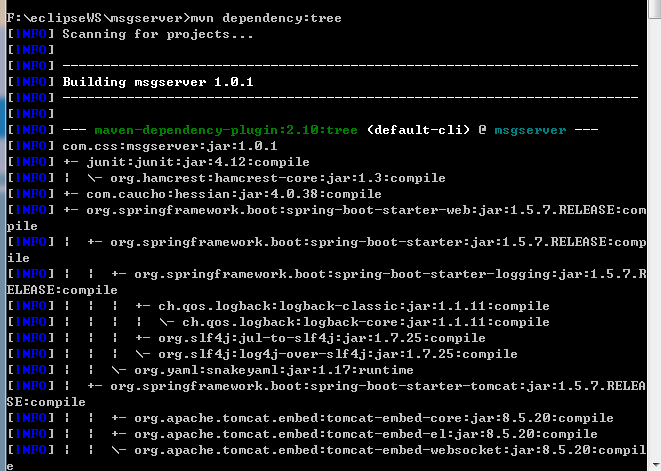 F:\eclipseWS\msgserver>mvn dependency:tree
[INFO] Scanning for projects...
[INFO]
[INFO] ------------------------------------------------------------------------
[INFO] Building msgserver 1.0.1
[INFO] ------------------------------------------------------------------------
[INFO]
[INFO] --- maven-dependency-plugin:2.10:tree (default-cli) @ msgserver ---
[INFO] com.css:msgserver:jar:1.0.1
[INFO] +- junit:junit:jar:4.12:compile
[INFO] |  \- org.hamcrest:hamcrest-core:jar:1.3:compile
[INFO] +- com.caucho:hessian:jar:4.0.38:compile
[INFO] +- org.springframework.boot:spring-boot-starter-web:jar:1.5.7.RELEASE:com
pile
[INFO] |  +- org.springframework.boot:spring-boot-starter:jar:1.5.7.RELEASE:comp
ile
[INFO] |  |  +- org.springframework.boot:spring-boot-starter-logging:jar:1.5.7.R
ELEASE:compile
[INFO] |  |  |  +- ch.qos.logback:logback-classic:jar:1.1.11:compile
[INFO] |  |  |  |  \- ch.qos.logback:logback-core:jar:1.1.11:compile
[INFO] |  |  |  +- org.slf4j:jul-to-slf4j:jar:1.7.25:compile
[INFO] |  |  |  \- org.slf4j:log4j-over-slf4j:jar:1.7.25:compile
[INFO] |  |  \- org.yaml:snakeyaml:jar:1.17:runtime
[INFO] |  +- org.springframework.boot:spring-boot-starter-tomcat:jar:1.5.7.RELEA
SE:compile
[INFO] |  |  +- org.apache.tomcat.embed:tomcat-embed-core:jar:8.5.20:compile
[INFO] |  |  +- org.apache.tomcat.embed:tomcat-embed-el:jar:8.5.20:compile
[INFO] |  |  \- org.apache.tomcat.embed:tomcat-embed-websocket:jar:8.5.20:compil
e